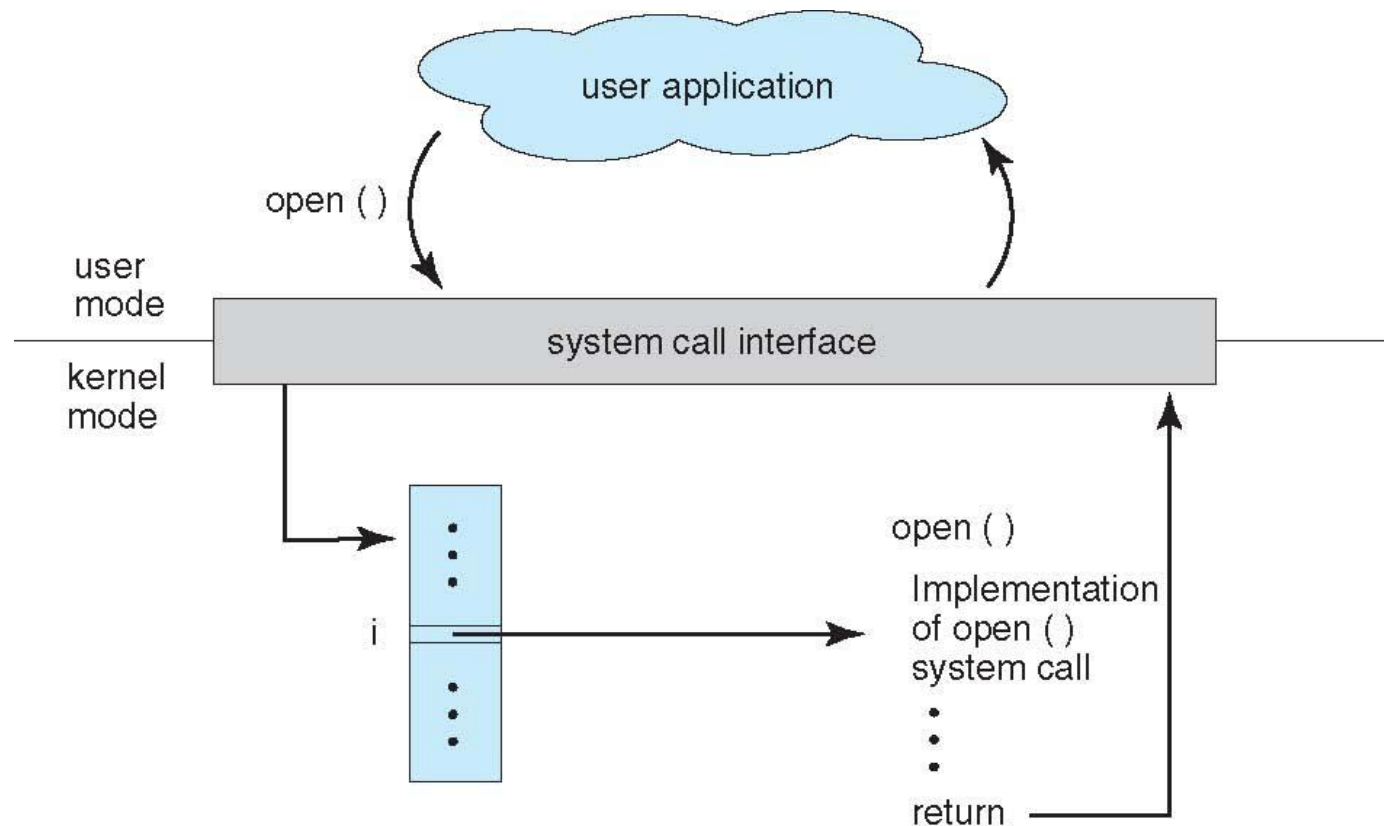 user application
open ( )
user
mode
system call interface
kernel
mode
open ( )
Implementation
of open ( )
system call
i
return